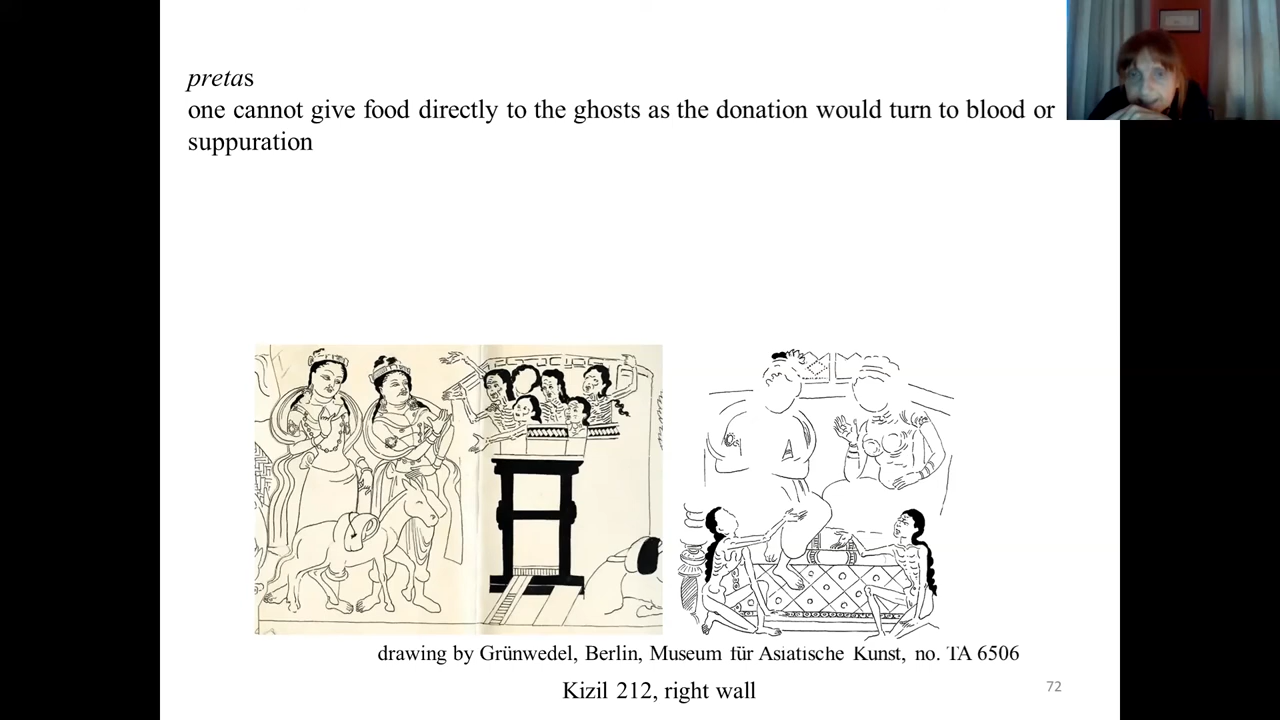 pretas
one cannot give food directly to the ghosts as the donation would turn to blood or
suppuration
drawing by Grünwedel, Berlin, Museum für Asiatische Kunst, no. TA 6506
Kizil 212, right wall
72